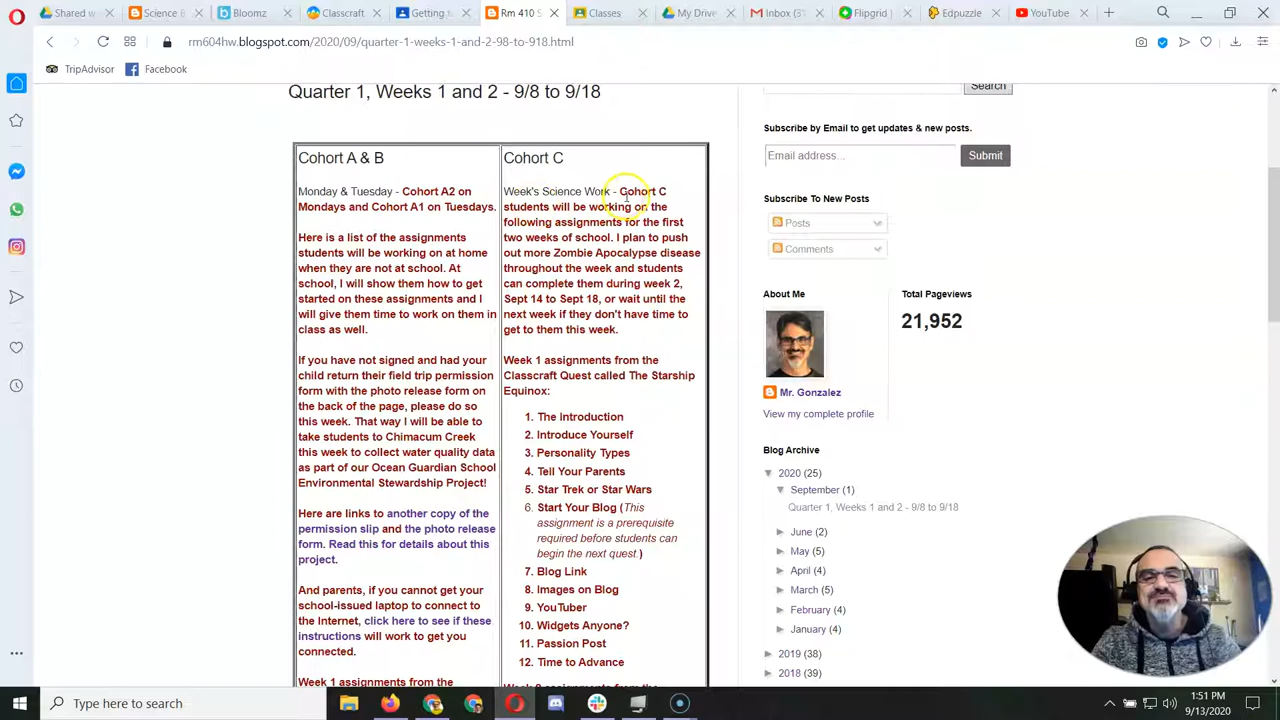 Shared w
Science B
Bloomz
Classcraft
Getting f
Rm 410 S
Classes
My Drive
Gmail
Inbox (3
Flipgrid |
Edpuzzle
YouTube
rm604hw.blogspot.com/2020/09/quarter-1-weeks-1-and-2-98-to-918.html
TripAdvisor
Facebook
Quarter 1, Weeks 1 and 2 - 9/8 to 9/18
Cohort A & B
Monday & Tuesday - Cohort A2 on
Mondays and Cohort A1 on Tuesdays.
Here is a list of the assignments
students will be working on at home
when they are not at school. At
school, I will show them how to get
started on these assignments and I
will give them time to work on them in
class as well.
If you have not signed and had your
child return their field trip permission
form with the photo release form on
the back of the page, please do so
this week. That way I will be able to
take students to Chimacum Creek
this week to collect water quality data
as part of our Ocean Guardian School
Environmental Stewardship Project!
Here are links to another copy of the
permission slip and the photo release
form. Read this for details about this
project.
And parents, if you cannot get your
school-issued laptop to connect to
the Internet, click here to see if these
instructions will work to get you
connected.
Week 1 assignments from the
Cohort C
Week's Science Work - Cohort C
students will be working on the
following assignments for the first
two weeks of school. I plan to push
out more Zombie Apocalypse disease
throughout the week and students
can complete them during week 2,
Sept 14 to Sept 18, or wait until the
next week if they don't have time to
get to them this week.
Week 1 assignments from the
Classcraft Quest called The Starship
Equinox:
1. The Introduction
2. Introduce Yourself
3. Personality Types
4. Tell Your Parents
5. Star Trek or Star Wars
6. Start Your Blog (This
assignment is a prerequisite
required before students can
begin the next quest.)
7. Blog Link
8. Images on Blog
9. YouTuber
10. Widgets Anyone?
11. Passion Post
12. Time to Advance
Search
Subscribe by Email to get updates & new posts.
Email address...
Submit
Subscribe To New Posts
Posts
Comments
About Me
Mr. Gonzalez
View my complete profile
Total Pageviews
21,952
Blog Archive
▼ 2020 (25)
▼ September (1)
Quarter 1, Weeks 1 and 2 - 9/8 to 9/18
► June (2)
► May (5)
► April (4)
► March (5)
► February (4)
► January (4)
► 2019 (38)
► 2018 (39)
Type here to search
1:51 PM
9/13/2020